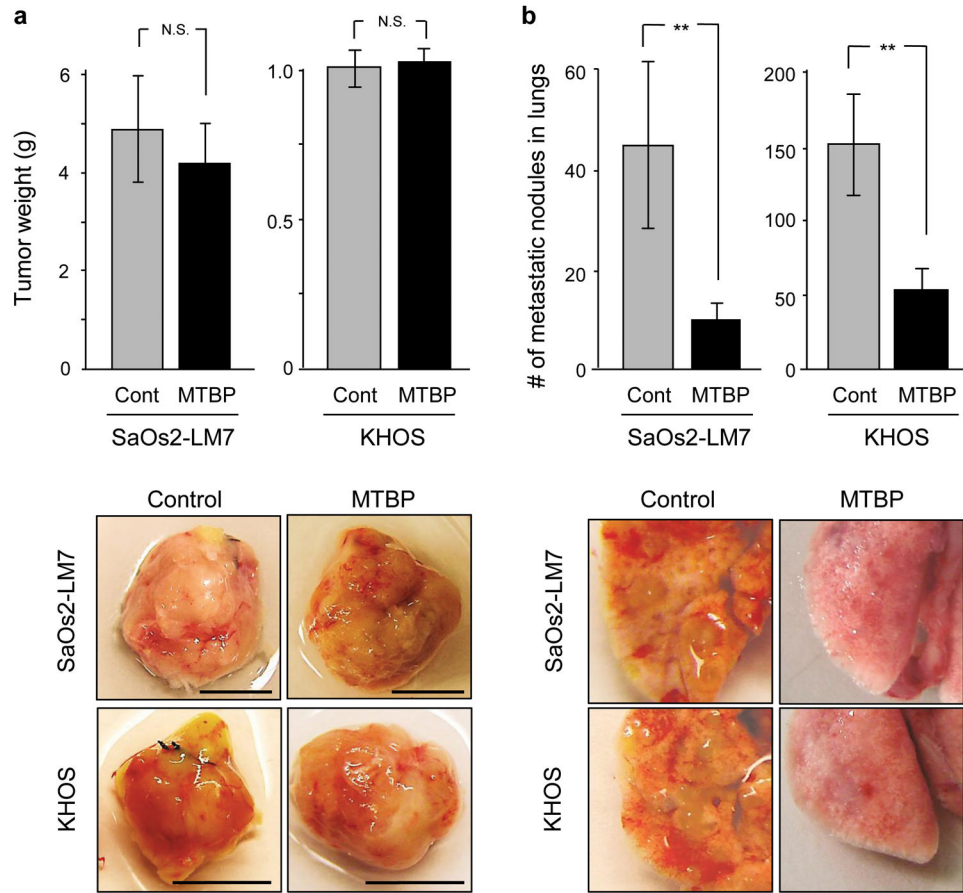 a
N.S.
N.S.
Tumor weight (g)
6
4
2
0
1.0
0.5
0
Cont MTBP
SaOs2-LM7
Cont MTBP
KHOS
b
**
**
# of metastatic nodules in lungs
60
40
20
0
200
150
100
50
0
Cont MTBP
SaOs2-LM7
Cont MTBP
KHOS
Control MTBP
SaOs2-LM7
KHOS
Control MTBP
SaOs2-LM7
KHOS